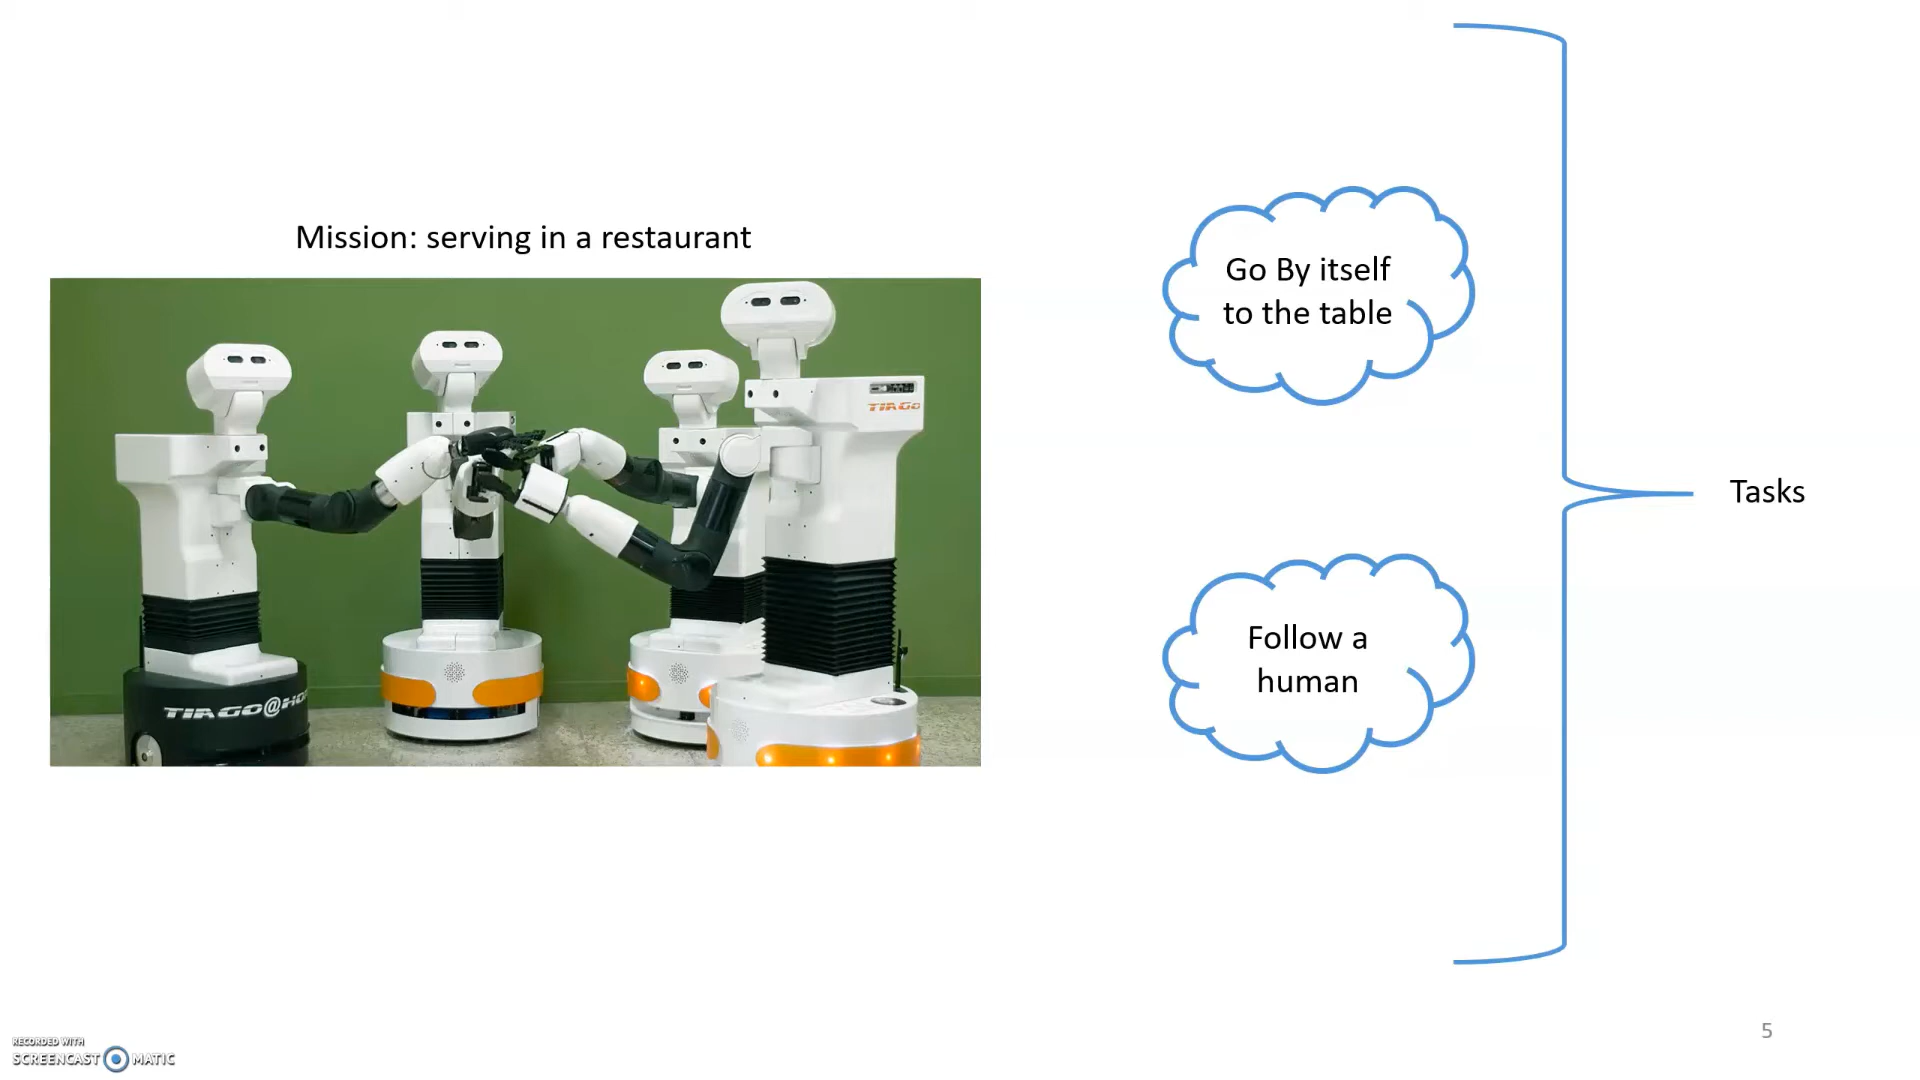 Mission: serving in a restaurant
TIAGo
TIAGO@HO
Go By itself
to the table
Follow a
human
Tasks
5
RECORDED WITH
SCREENCAST MATIC